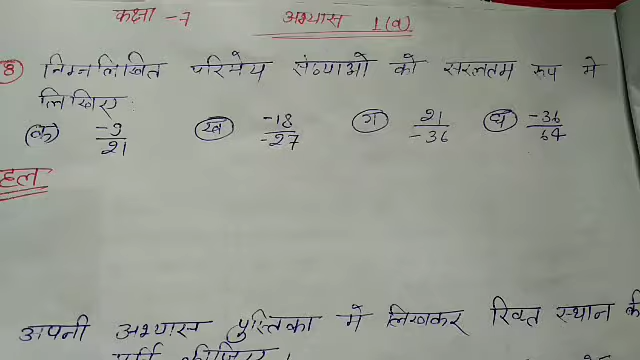 कक्षा -7 अभ्यास 1(a)
8 निम्नलिखित परिमेय संख्याओ को सरलतम रूप मे
लिखिए:
(क) -9/21 (ख) -18/-27 (ग) 21/-36 (घ) -36/64
हल
अपनी अभ्यास पुस्तिका मे लिखकर रिक्त स्थान के
पूर्ति कीजिए।